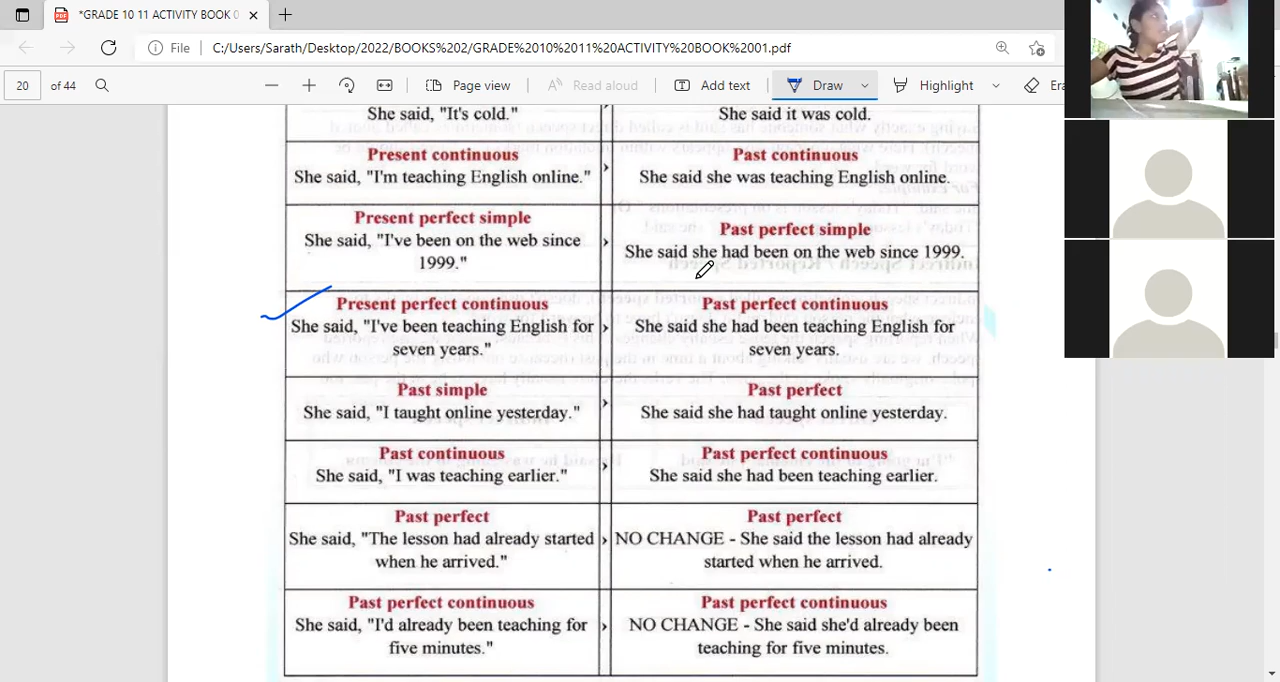 *GRADE 10 11 ACTIVITY BOOK 0
File C:/Users/Sarath/Desktop/2022/BOOKS%202/GRADE%2010%2011%20ACTIVITY%20BOOK%2001.pdf
20 of 44 Page view Read aloud Add text Draw Highlight Era
She said, "It's cold." › She said it was cold.
Present continuous › Past continuous
She said, "I'm teaching English online." She said she was teaching English online.
Present perfect simple › Past perfect simple
She said, "I've been on the web since
1999."
She said she had been on the web since 1999.
Present perfect continuous › Past perfect continuous
She said, "I've been teaching English for
seven years."
She said she had been teaching English for
seven years.
Past simple › Past perfect
She said, "I taught online yesterday." She said she had taught online yesterday.
Past continuous › Past perfect continuous
She said, "I was teaching earlier." She said she had been teaching earlier.
Past perfect › Past perfect
She said, "The lesson had already started
when he arrived."
NO CHANGE - She said the lesson had already
started when he arrived.
Past perfect continuous › Past perfect continuous
She said, "I'd already been teaching for
five minutes."
NO CHANGE - She said she'd already been
teaching for five minutes.